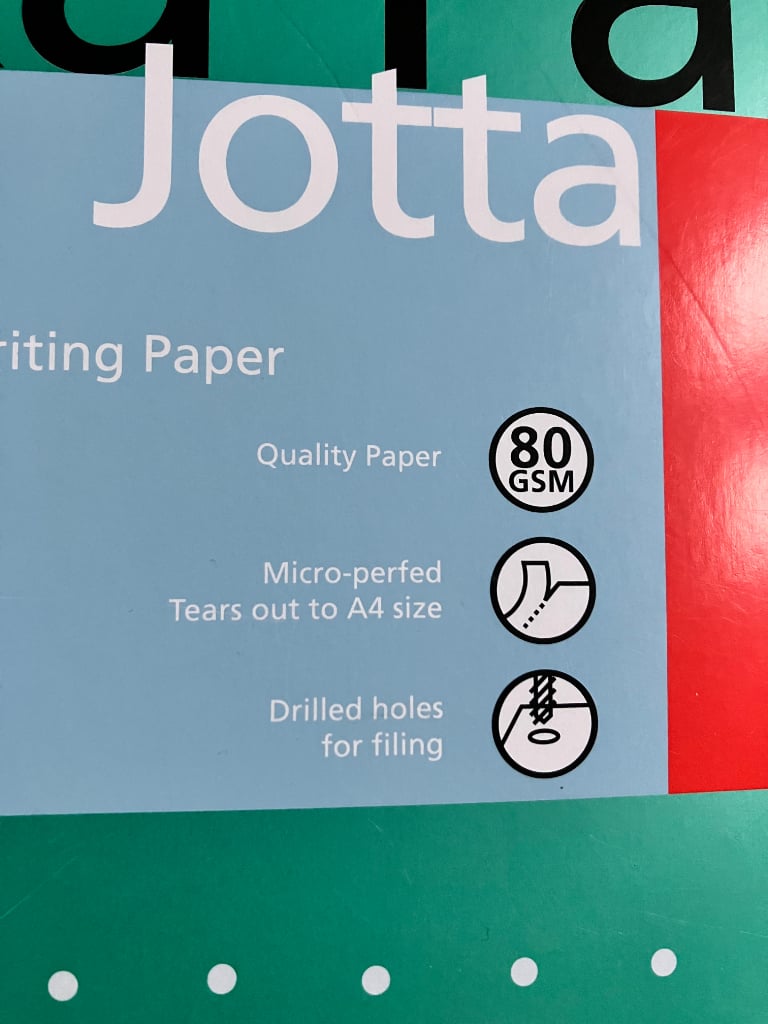 Jotta
riting Paper
Quality Paper
80
GSM
Micro-perfed
Tears out to A4 size
Drilled holes
for filing